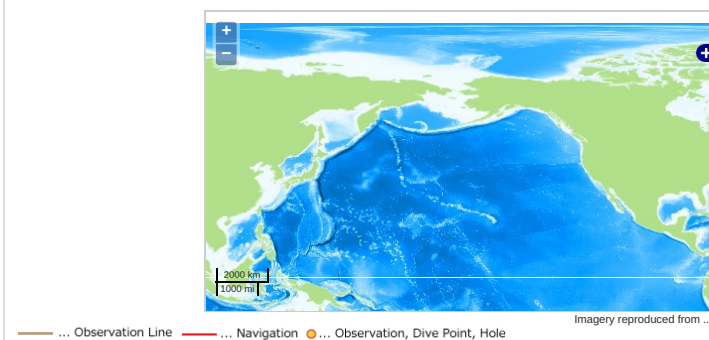 +
−
+
2000 km
1000 mi
Imagery reproduced from ...
... Observation Line ... Navigation ... Observation, Dive Point, Hole